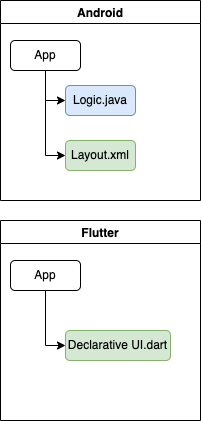 Android
App
Logic.java
Layout.xml
Flutter
App
Declarative UI.dart